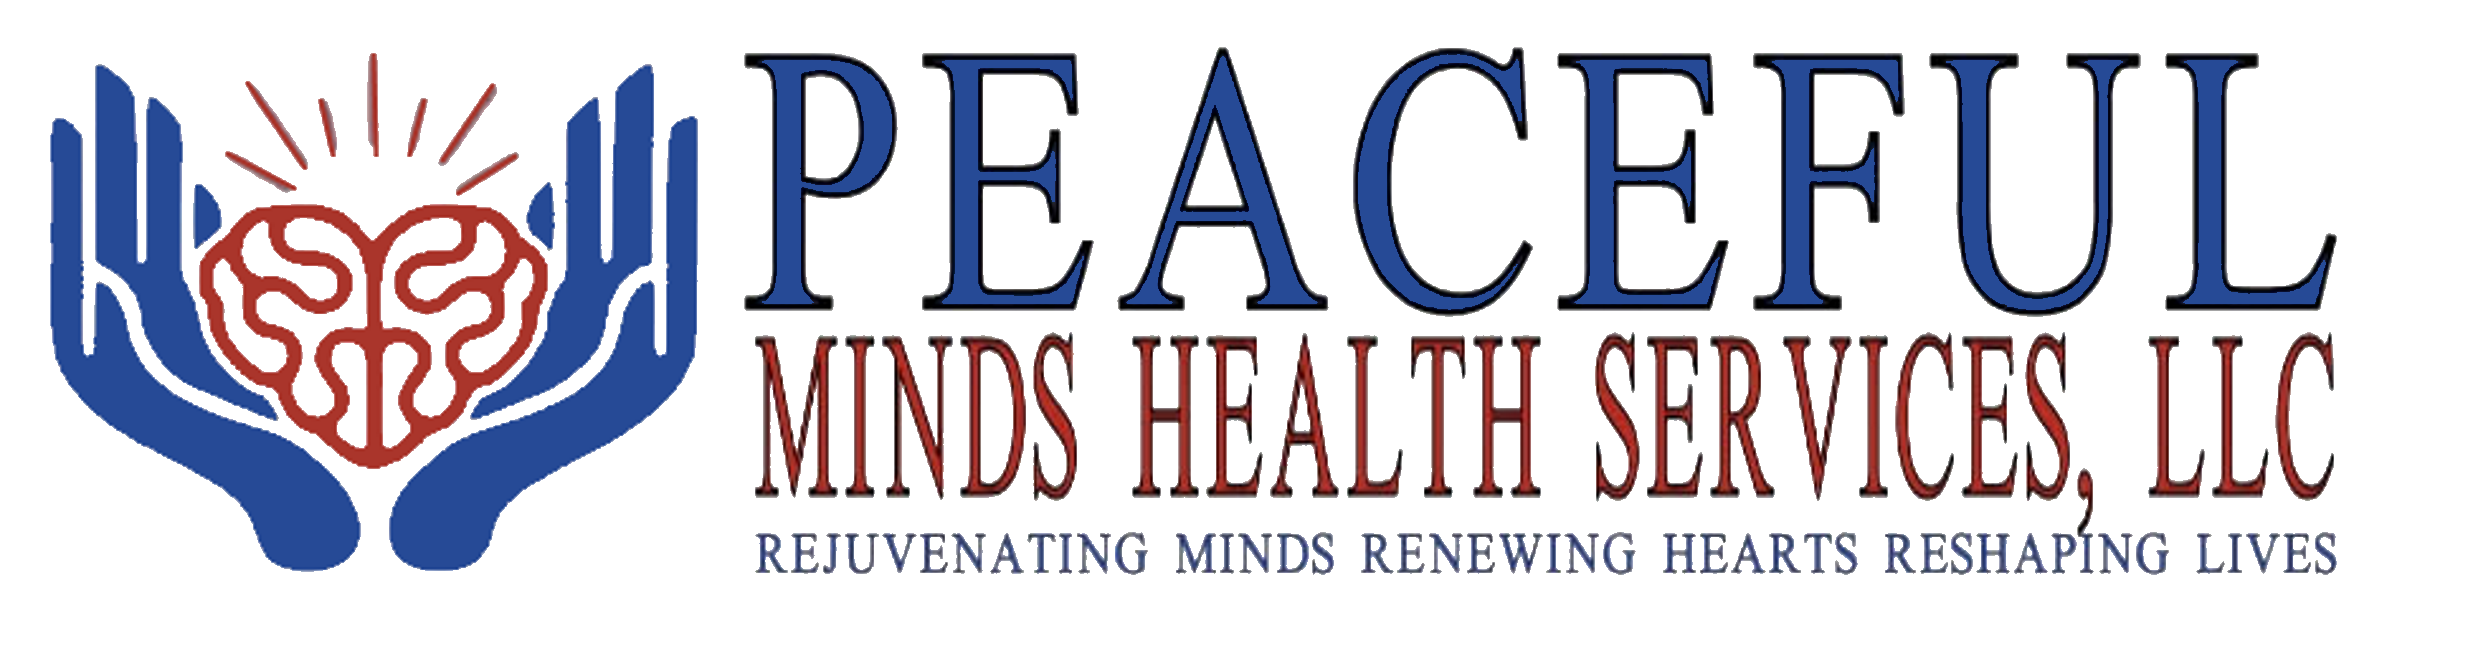 PEACEFUL
MINDS HEALTH SERVICES, LLC
REJUVENATING MINDS RENEWING HEARTS RESHAPING LIVES